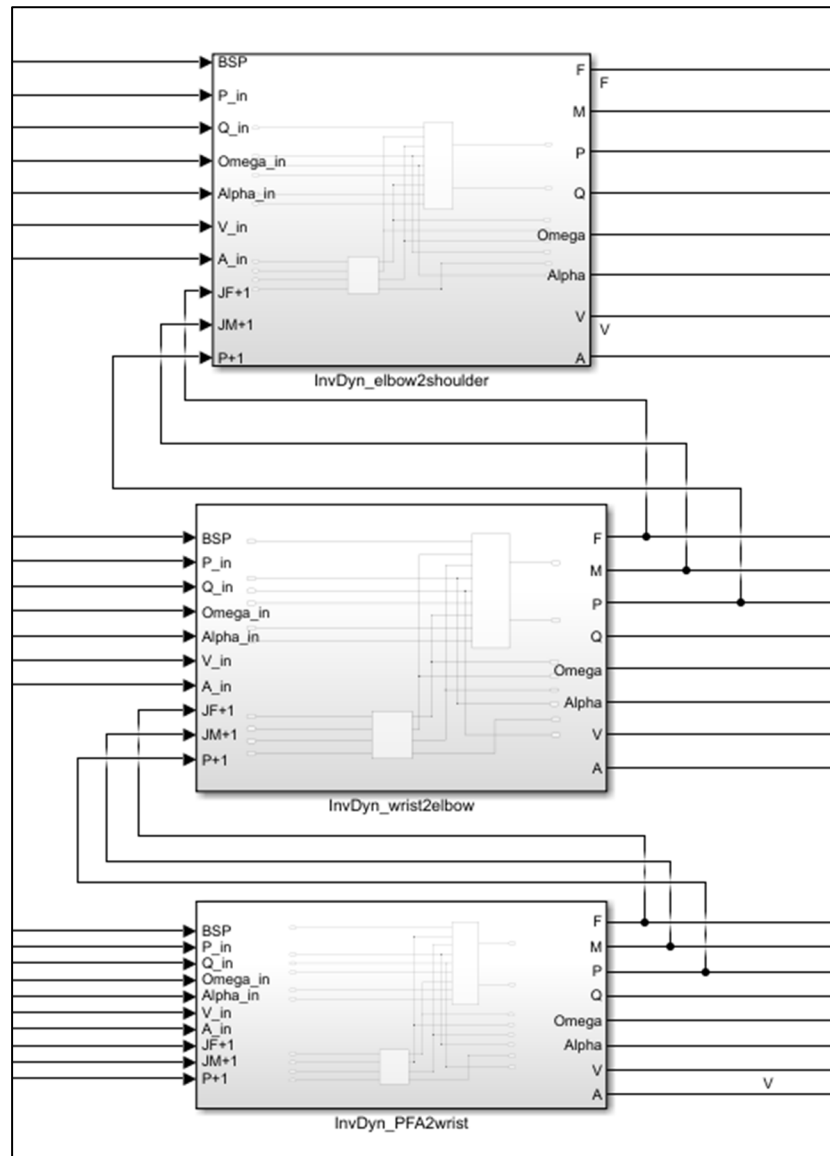 BSP
P_in
Q_in
Omega_in
Alpha_in
V_in
A_in
JF+1
JM+1
P+1
F
M
P
Q
Omega
Alpha
V
A
F
V
InvDyn_elbow2shoulder
BSP
P_in
Q_in
Omega_in
Alpha_in
V_in
A_in
JF+1
JM+1
P+1
F
M
P
Q
Omega
Alpha
V
A
InvDyn_wrist2elbow
BSP
P_in
Q_in
Omega_in
Alpha_in
V_in
A_in
JF+1
JM+1
P+1
F
M
P
Q
Omega
Alpha
V
A
V
InvDyn_PFA2wrist